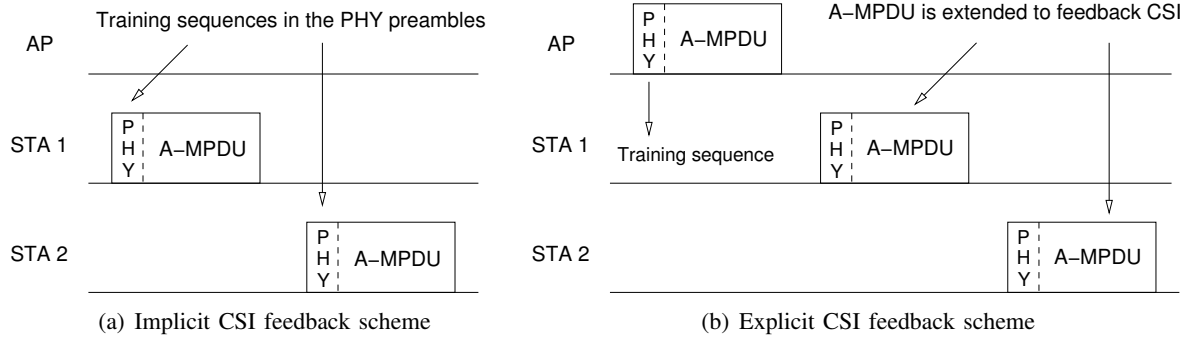 Training sequences in the PHY preambles
AP
STA 1
P
H
Y
A–MPDU
STA 2
P
H
Y
A–MPDU
(a) Implicit CSI feedback scheme
A–MPDU is extended to feedback CSI
AP
P
H
Y
A–MPDU
Training sequence
STA 1
P
H
Y
A–MPDU
STA 2
P
H
Y
A–MPDU
(b) Explicit CSI feedback scheme